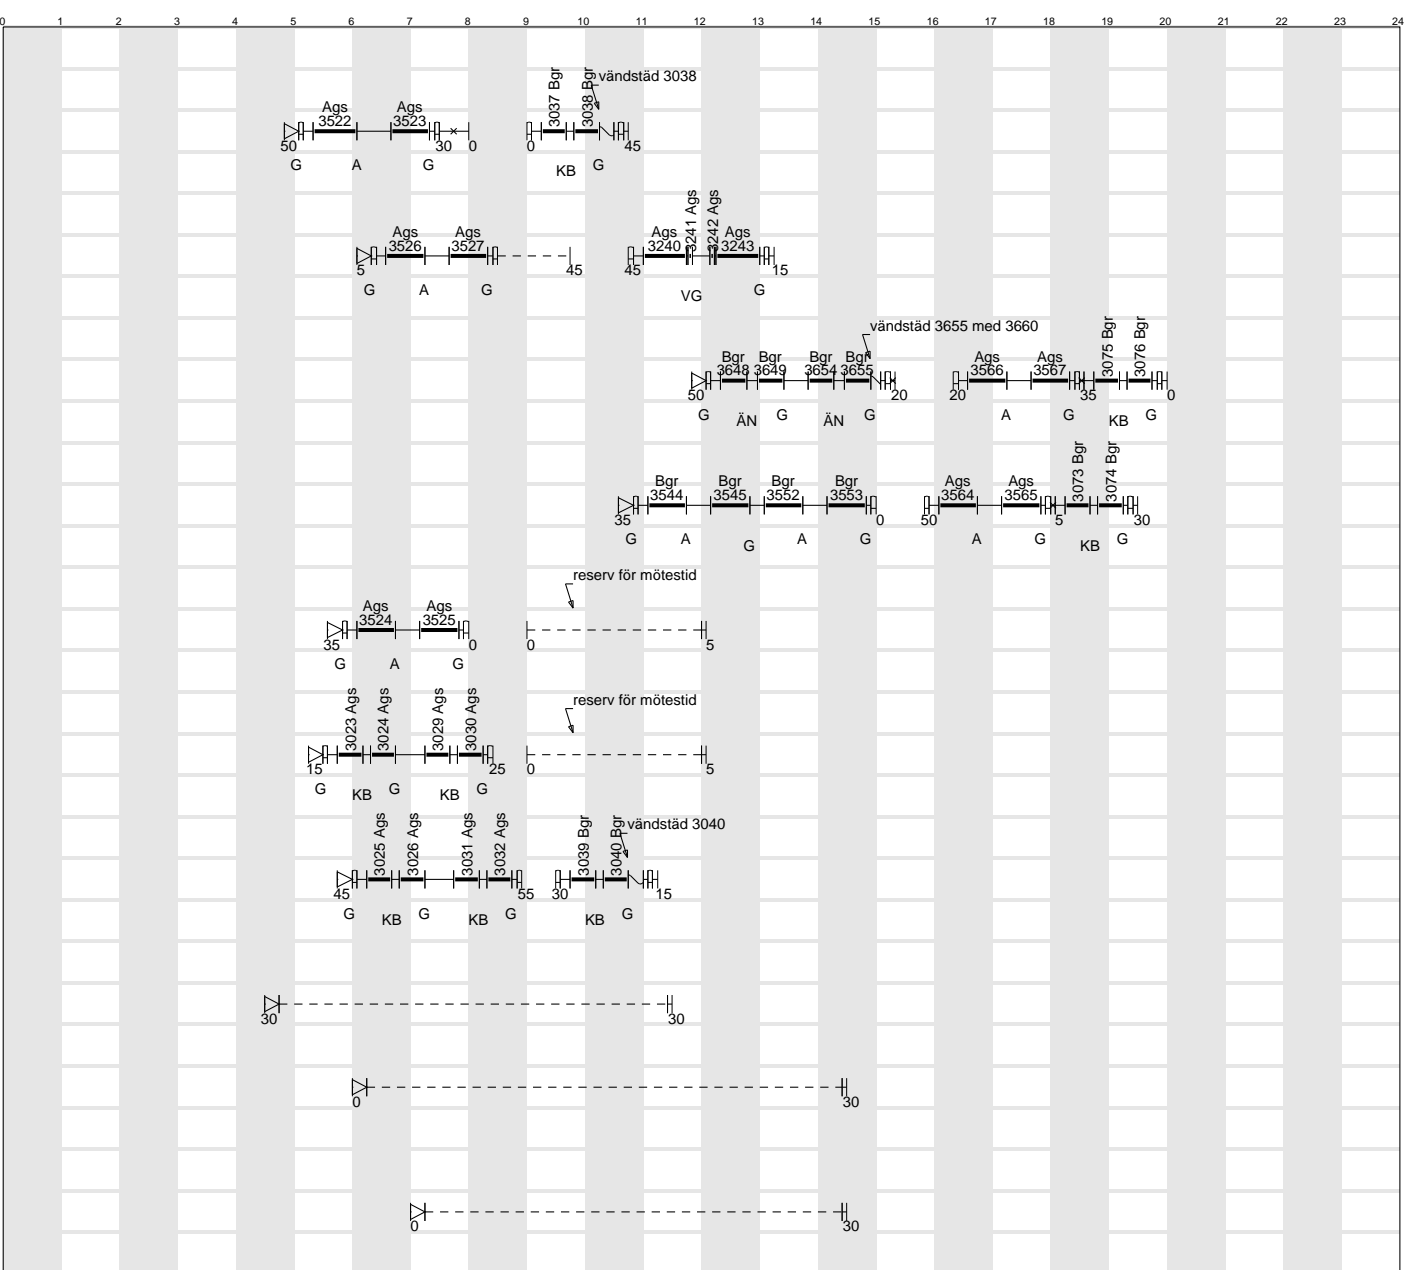 0 1 2 3 4 5 6 7 8 9 10 11 12 13 14 15 16 17 18 19 20 21 22 23 24
vändstäd 3038
Ags Ags 3037 Bgr 3038 Bgr
3522 3523
50 30 0 0 45
G A G KB G
Ags Ags Ags 3241 Ags 3242 Ags Ags
3526 3527 3240 3243
5 45 45 15
G A G VG G
vändstäd 3655 med 3660
Bgr Bgr Bgr Bgr Ags Ags 3075 Bgr 3076 Bgr
3648 3649 3654 3655 3566 3567
50 20 20 35 0
G ÄN G ÄN G A G KB G
Bgr Bgr Bgr Bgr Ags Ags 3073 Bgr 3074 Bgr
3544 3545 3552 3553 3564 3565
35 0 50 5 30
G A G A G A G KB G
reserv för mötestid
Ags Ags
3524 3525
35 0 0 5
G A G
reserv för mötestid
3023 Ags 3024 Ags 3029 Ags 3030 Ags
15 25 0 5
G KB G KB G
vändstäd 3040
3025 Ags 3026 Ags 3031 Ags 3032 Ags 3039 Bgr 3040 Bgr
45 55 30 15
G KB G KB G KB G
30 30
0 30
0 30